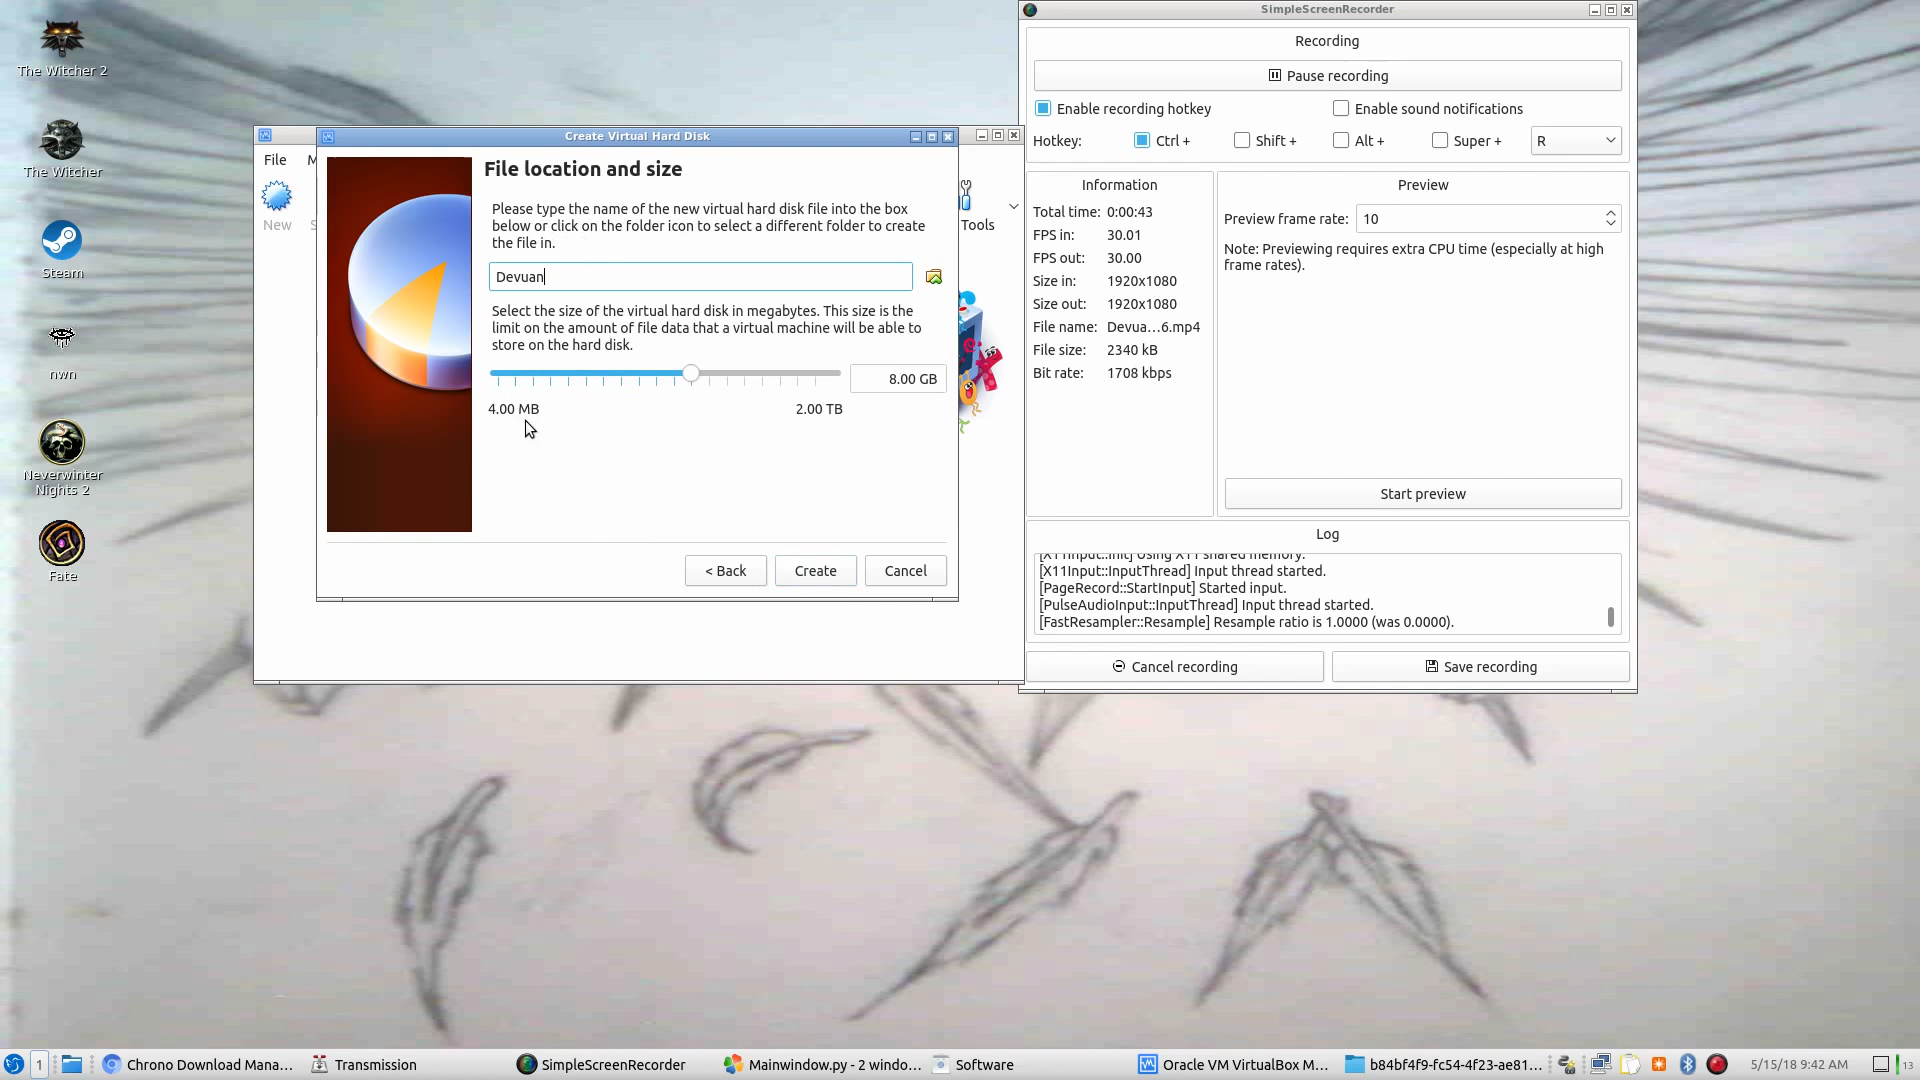 The Witcher 2
The Witcher
Steam
nwn
Neverwinter
Nights 2
Fate
File
M
New
S
Tools
Create Virtual Hard Disk
File location and size
Please type the name of the new virtual hard disk file into the box
below or click on the folder icon to select a different folder to create
the file in.
Devuan
Select the size of the virtual hard disk in megabytes. This size is the
limit on the amount of file data that a virtual machine will be able to
store on the hard disk.
8.00 GB
4.00 MB
2.00 TB
< Back
Create
Cancel
SimpleScreenRecorder
Recording
Pause recording
Enable recording hotkey
Enable sound notifications
Hotkey:
Ctrl +
Shift +
Alt +
Super +
R
Information
Total time: 0:00:43
FPS in: 30.01
FPS out: 30.00
Size in: 1920x1080
Size out: 1920x1080
File name: Devua...6.mp4
File size: 2340 kB
Bit rate: 1708 kbps
Preview
Preview frame rate: 10
Note: Previewing requires extra CPU time (especially at high
frame rates).
Start preview
Log
[X11Input::Init] Using X11 shared memory.
[X11Input::InputThread] Input thread started.
[PageRecord::StartInput] Started input.
[PulseAudioInput::InputThread] Input thread started.
[FastResampler::Resample] Resample ratio is 1.0000 (was 0.0000).
Cancel recording
Save recording
1
Chrono Download Mana...
Transmission
SimpleScreenRecorder
Mainwindow.py - 2 windo...
Software
Oracle VM VirtualBox M...
b84bf4f9-fc54-4f23-ae81...
5/15/18 9:42 AM
13